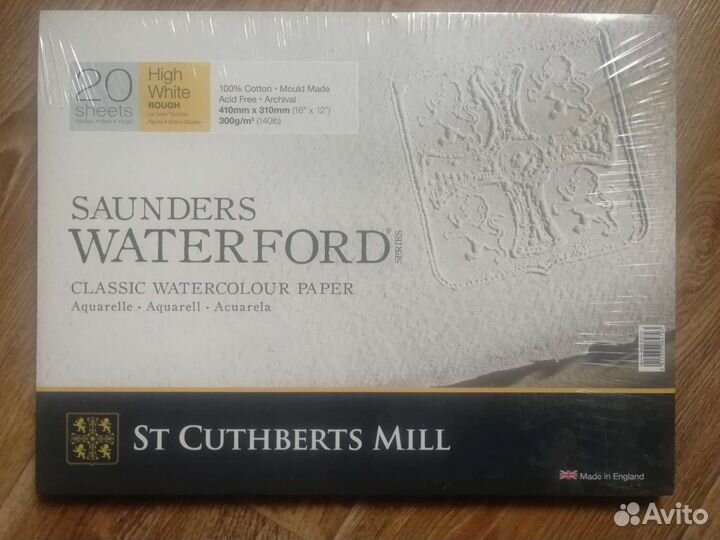 20
sheets
High
White
ROUGH
100% Cotton • Mould Made
Acid Free • Archival
410mm x 310mm (16" x 12")
300g/m² (140lb)
SAUNDERS
WATERFORD®
SERIES
CLASSIC WATERCOLOUR PAPER
Aquarelle • Aquarell • Acuarela
ST CUTHBERTS MILL
Made in England
Avito